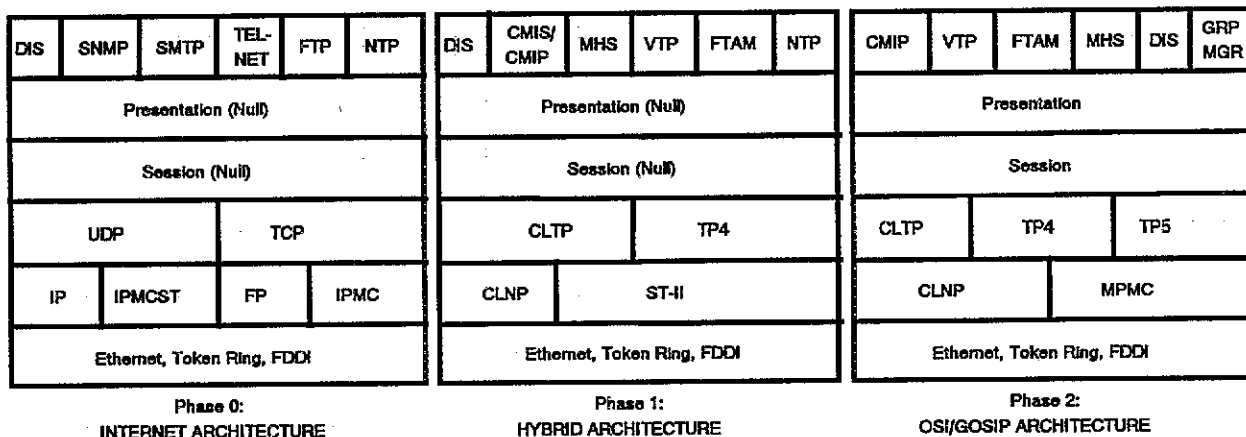 DIS SNMP SMTP TEL-NET FTP NTP
Presentation (Null)
Session (Null)
UDP TCP
IP IPMCST FP IPMC
Ethernet, Token Ring, FDDI
Phase 0:
INTERNET ARCHITECTURE
DIS CMIS/CMIP MHS VTP FTAM NTP
Presentation (Null)
Session (Null)
CLTP TP4
CLNP ST-II
Ethernet, Token Ring, FDDI
Phase 1:
HYBRID ARCHITECTURE
CMIP VTP FTAM MHS DIS GRP MGR
Presentation
Session
CLTP TP4 TP5
CLNP MPMC
Ethernet, Token Ring, FDDI
Phase 2:
OSI/GOSIP ARCHITECTURE